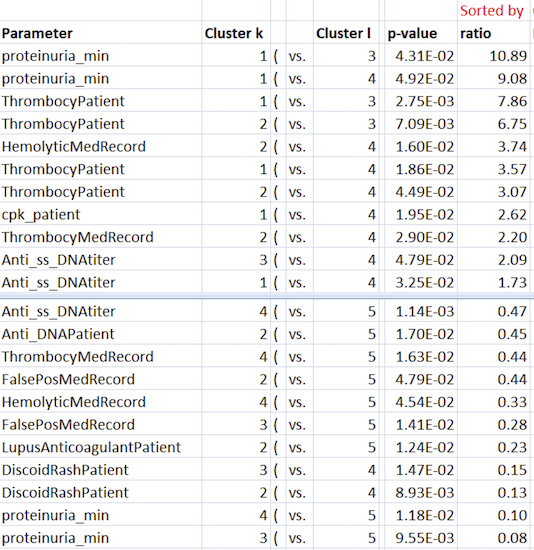 Sorted by
Parameter Cluster k Cluster l p-value ratio
proteinuria_min 1 ( vs. 3 4.31E-02 10.89
proteinuria_min 1 ( vs. 4 4.92E-02 9.08
ThrombocyPatient 1 ( vs. 3 2.75E-03 7.86
ThrombocyPatient 2 ( vs. 3 7.09E-03 6.75
HemolyticMedRecord 2 ( vs. 4 1.60E-02 3.74
ThrombocyPatient 1 ( vs. 4 1.86E-02 3.57
ThrombocyPatient 2 ( vs. 4 4.49E-02 3.07
cpk_patient 1 ( vs. 4 1.95E-02 2.62
ThrombocyMedRecord 2 ( vs. 4 2.90E-02 2.20
Anti_ss_DNAtiter 3 ( vs. 4 4.79E-02 2.09
Anti_ss_DNAtiter 1 ( vs. 4 3.25E-02 1.73
Anti_ss_DNAtiter 4 ( vs. 5 1.14E-03 0.47
Anti_DNAPatient 2 ( vs. 5 1.70E-02 0.45
ThrombocyMedRecord 4 ( vs. 5 1.63E-02 0.44
FalsePosMedRecord 2 ( vs. 5 4.79E-02 0.44
HemolyticMedRecord 4 ( vs. 5 4.54E-02 0.33
FalsePosMedRecord 3 ( vs. 5 1.41E-02 0.28
LupusAnticoagulantPatient 2 ( vs. 5 1.24E-02 0.23
DiscoidRashPatient 3 ( vs. 4 1.47E-02 0.15
DiscoidRashPatient 2 ( vs. 4 8.93E-03 0.13
proteinuria_min 4 ( vs. 5 1.18E-02 0.10
proteinuria_min 3 ( vs. 5 9.55E-03 0.08